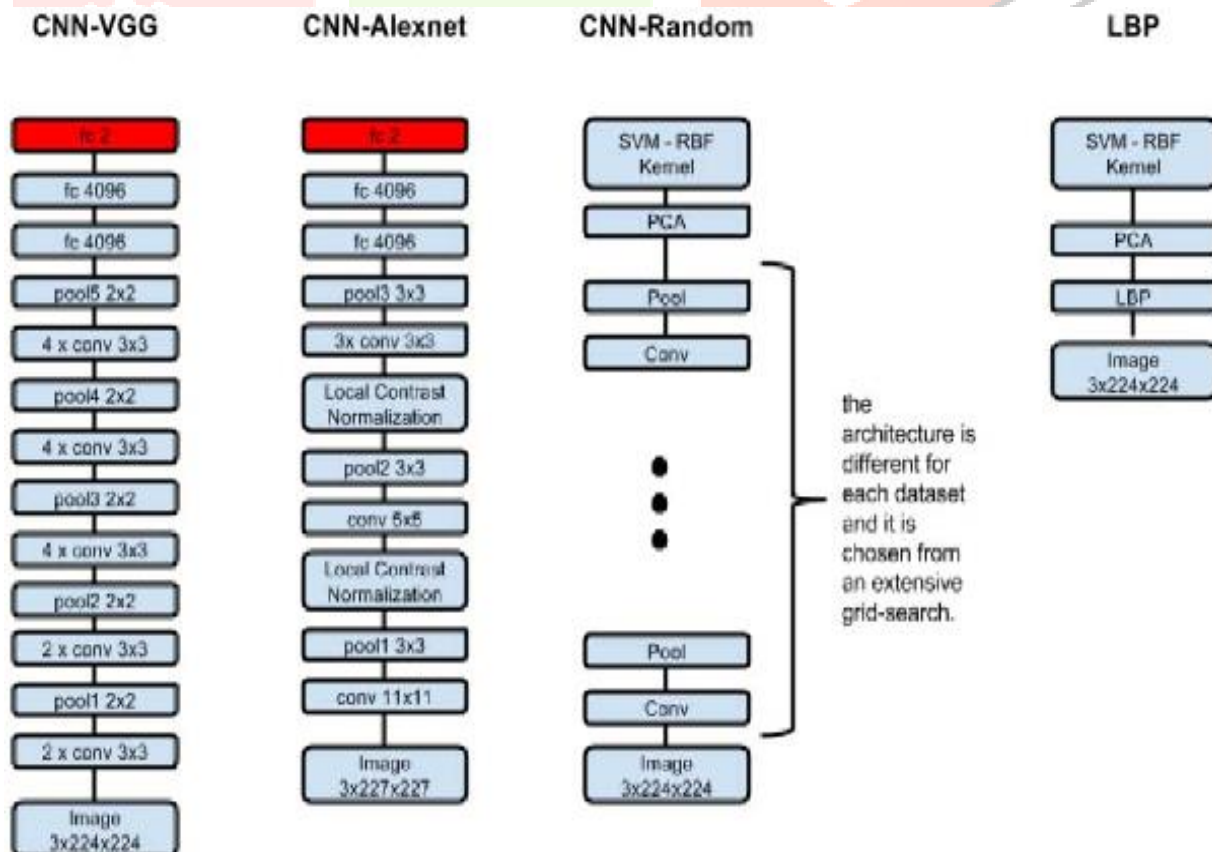 CNN-VGG
fc 2
fc 4096
fc 4096
pool5 2x2
4 x conv 3x3
pool4 2x2
4 x conv 3x3
pool3 2x2
4 x conv 3x3
pool2 2x2
2 x conv 3x3
pool1 2x2
2 x conv 3x3
Image
3x224x224
CNN-Alexnet
fc 2
fc 4096
fc 4096
pool3 3x3
3x conv 3x3
Local Contrast
Normalization
pool2 3x3
conv 5x5
Local Contrast
Normalization
pool1 3x3
conv 11x11
Image
3x227x227
CNN-Random
SVM - RBF
Kernel
PCA
Pool
Conv
Pool
Conv
Image
3x224x224
the
architecture is
different for
each dataset
and it is
chosen from
an extensive
grid-search.
LBP
SVM - RBF
Kernel
PCA
LBP
Image
3x224x224